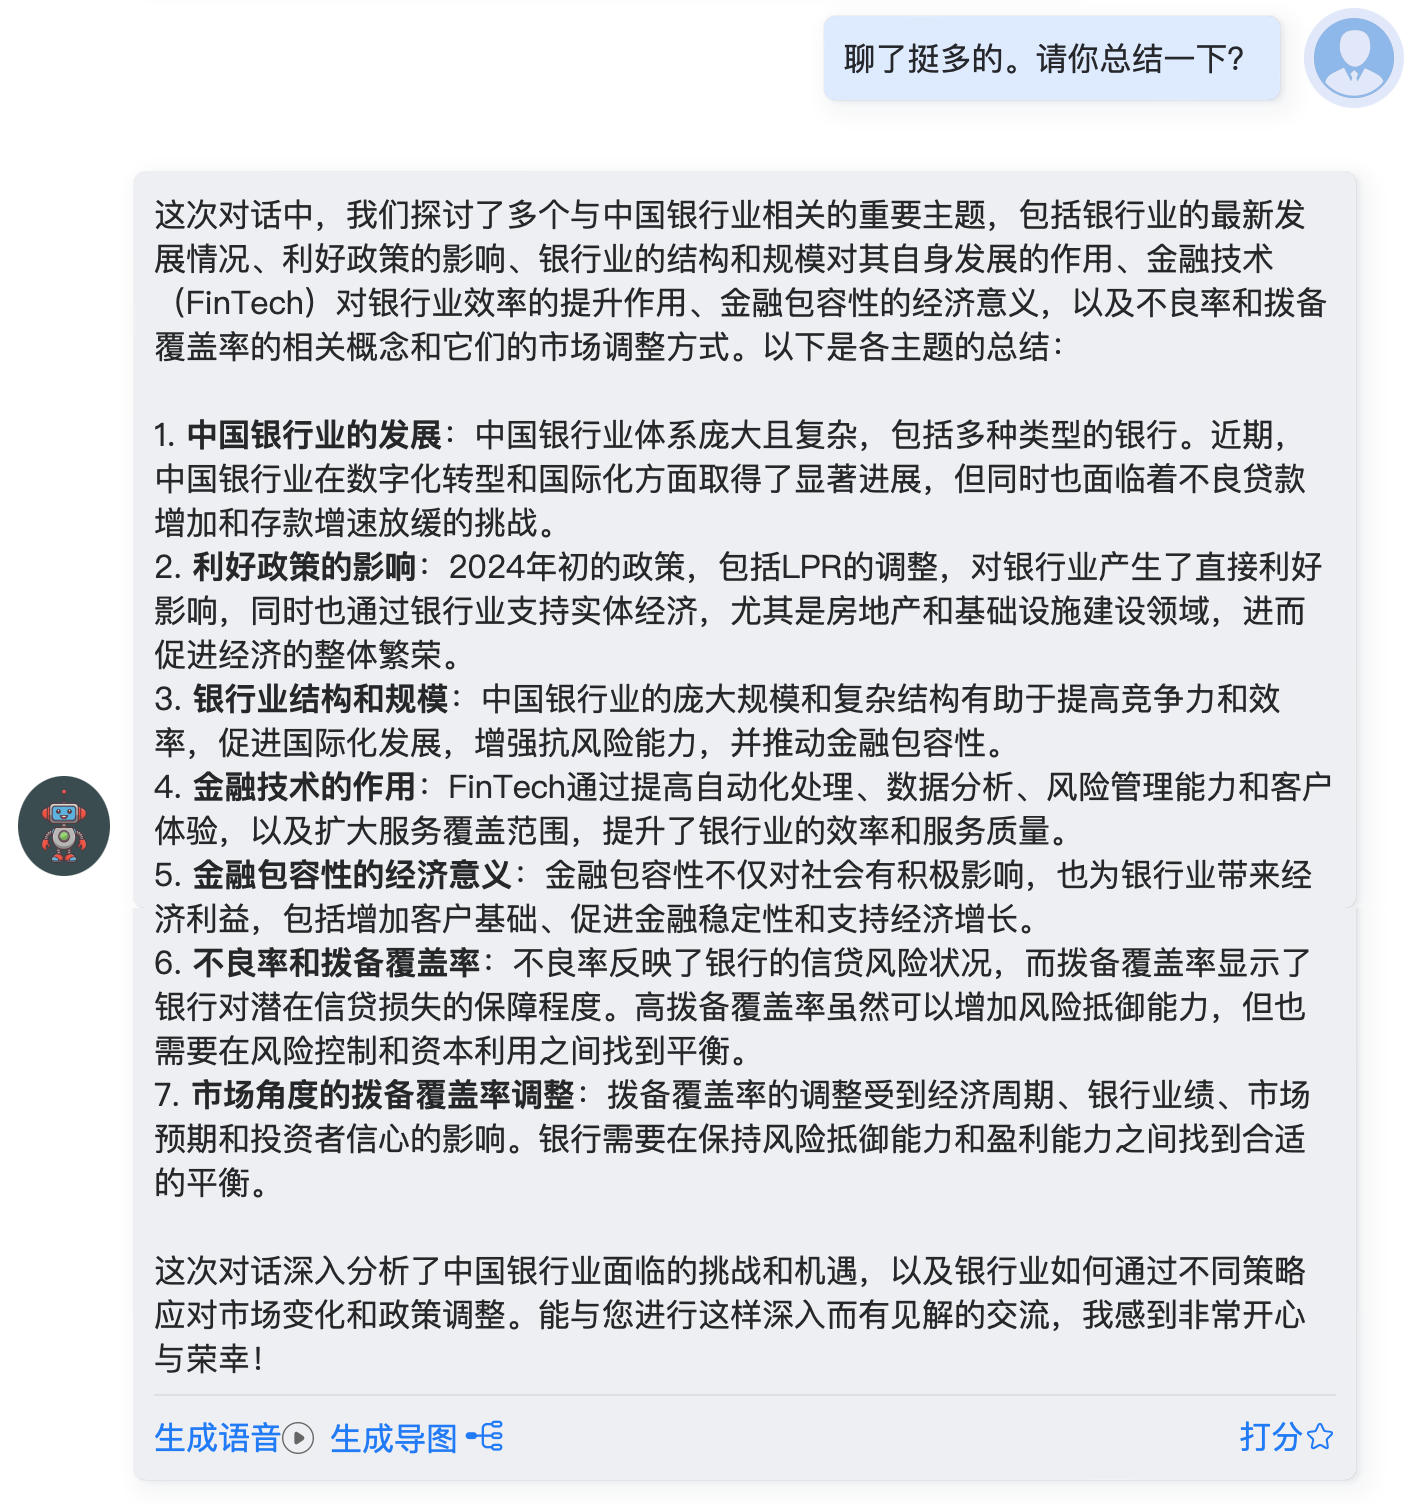 聊了挺多的。请你总结一下？
这次对话中，我们探讨了多个与中国银行业相关的重要主题，包括银行业的最新发
展情况、利好政策的影响、银行业的结构和规模对其自身发展的作用、金融技术
（FinTech）对银行业效率的提升作用、金融包容性的经济意义，以及不良率和拨备
覆盖率的相关概念和它们的市场调整方式。以下是各主题的总结：
1. 中国银行业的发展：中国银行业体系庞大且复杂，包括多种类型的银行。近期，
中国银行业在数字化转型和国际化方面取得了显著进展，但同时也面临着不良贷款
增加和存款增速放缓的挑战。
2. 利好政策的影响：2024年初的政策，包括LPR的调整，对银行业产生了直接利好
影响，同时也通过银行业支持实体经济，尤其是房地产和基础设施建设领域，进而
促进经济的整体繁荣。
3. 银行业结构和规模：中国银行业的庞大规模和复杂结构有助于提高竞争力和效
率，促进国际化发展，增强抗风险能力，并推动金融包容性。
4. 金融技术的作用：FinTech通过提高自动化处理、数据分析、风险管理能力和客户
体验，以及扩大服务覆盖范围，提升了银行业的效率和服务质量。
5. 金融包容性的经济意义：金融包容性不仅对社会有积极影响，也为银行业带来经
济利益，包括增加客户基础、促进金融稳定性和支持经济增长。
6. 不良率和拨备覆盖率：不良率反映了银行的信贷风险状况，而拨备覆盖率显示了
银行对潜在信贷损失的保障程度。高拨备覆盖率虽然可以增加风险抵御能力，但也
需要在风险控制和资本利用之间找到平衡。
7. 市场角度的拨备覆盖率调整：拨备覆盖率的调整受到经济周期、银行业绩、市场
预期和投资者信心的影响。银行需要在保持风险抵御能力和盈利能力之间找到合适
的平衡。
这次对话深入分析了中国银行业面临的挑战和机遇，以及银行业如何通过不同策略
应对市场变化和政策调整。能与您进行这样深入而有见解的交流，我感到非常开心
与荣幸！
生成语音 生成导图 打分